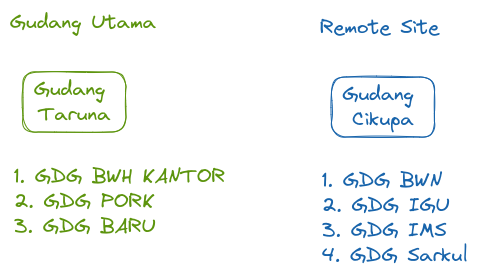 Gudang Utama
Gudang
Taruna
1. GDG BWH KANTOR
2. GDG PORK
3. GDG BARU
Remote Site
Gudang
Cikupa
1. GDG BWN
2. GDG IGU
3. GDG IMS
4. GDG Sarkul